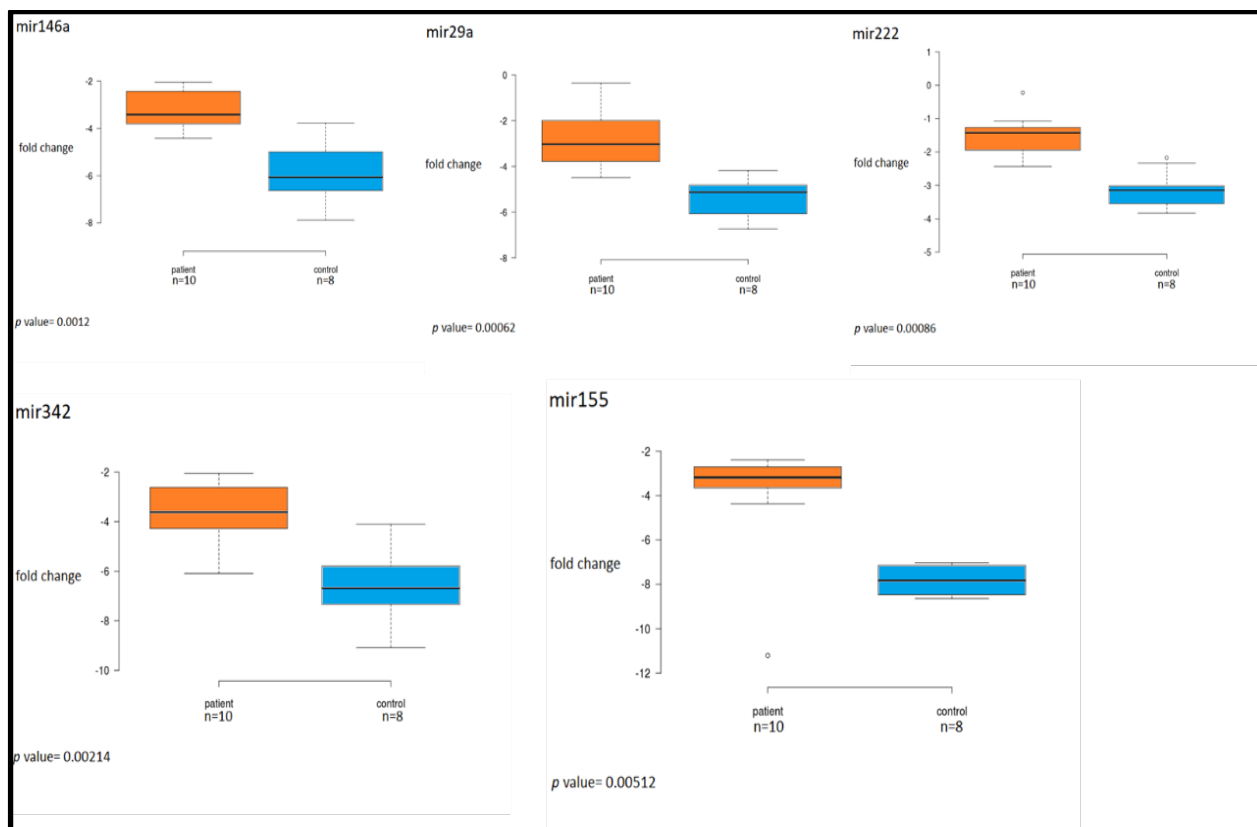 mir146a
-2
-4
fold change
-6
-8
patient
control
n=10
n=8
p value= 0.0012
mir29a
0
-2
fold change
-4
-6
-8
patient
control
n=10
n=8
p value= 0.00062
mir222
1
0
-1
-2
fold change
-3
-4
-5
patient
control
n=10
n=8
p value= 0.00086
mir342
-2
-4
-6
fold change
-8
-10
patient
control
n=10
n=8
p value= 0.00214
mir155
-2
-4
-6
fold change
-8
-10
-12
patient
control
n=10
n=8
p value= 0.00512